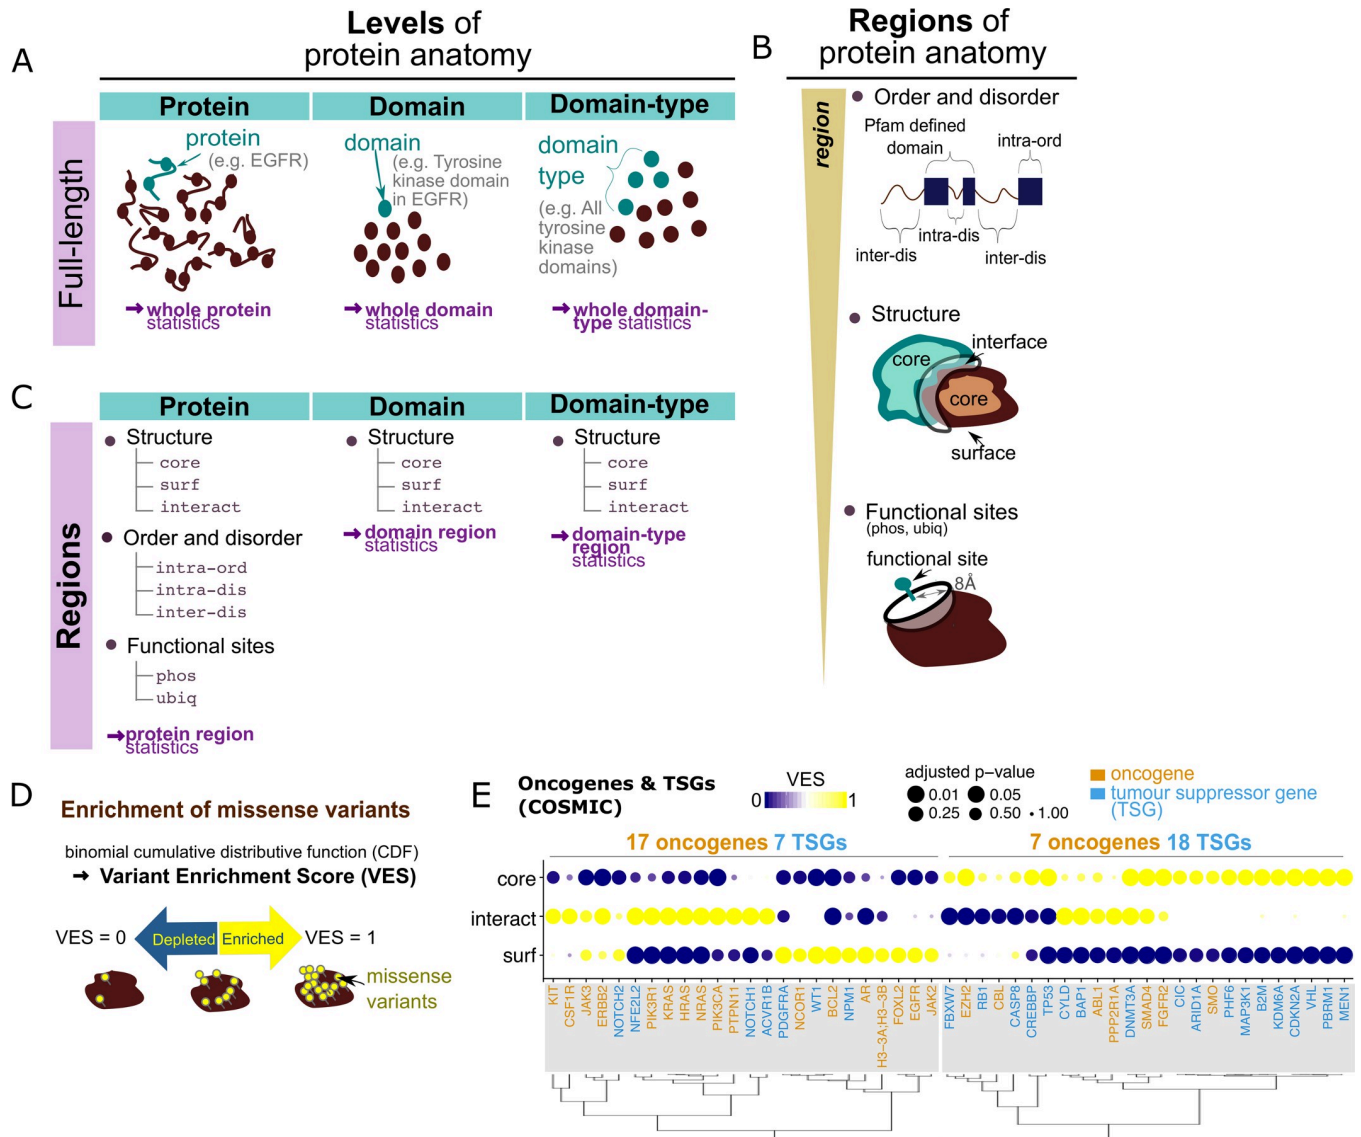 Levels of
protein anatomy
A
Protein
Domain
Domain-type
Full-length
protein
(e.g. EGFR)
➞ whole protein
statistics
domain
(e.g. Tyrosine
kinase domain
in EGFR)
➞ whole domain
statistics
domain
type
(e.g. All
tyrosine
kinase
domains)
➞ whole domain-
type statistics
B
Regions of
protein anatomy
region
Order and disorder
Pfam defined
domain
intra-ord
intra-dis
inter-dis
inter-dis
Structure
interface
core
core
surface
Functional sites
(phos, ubiq)
functional site
8Å
C
Protein
Domain
Domain-type
Regions
Structure
core
surf
interact
Order and disorder
intra-ord
intra-dis
inter-dis
Functional sites
phos
ubiq
➞ protein region
statistics
Structure
core
surf
interact
➞ domain region
statistics
Structure
core
surf
interact
➞ domain-type
region
statistics
D
Enrichment of missense variants
binomial cumulative distributive function (CDF)
➞ Variant Enrichment Score (VES)
VES = 0
Depleted
Enriched
VES = 1
missense
variants
E
Oncogenes & TSGs
(COSMIC)
VES
0
1
adjusted p-value
0.01
0.05
0.25
0.50
1.00
oncogene
tumour suppressor gene
(TSG)
17 oncogenes 7 TSGs
7 oncogenes 18 TSGs
core
interact
surf
KIT
CSF1R
JAK3
ERBB2
NOTCH2
NFE2L2
PIK3R1
KRAS
HRAS
NRAS
PIK3CA
PTPN11
NOTCH1
ACVR1B
PDGFRA
NCOR1
WT1
BCL2
NPM1
AR
H3-3A;H3-3B
FOXL2
EGFR
JAK2
FBXW7
EZH2
RB1
CBL
CASP8
CREBBP
TP53
CYLD
BAP1
ABL1
PPP2R1A
DNMT3A
SMAD4
FGFR2
CIC
ARID1A
SMO
PHF6
MAP3K1
B2M
KDM6A
CDKN2A
VHL
PBRM1
MEN1